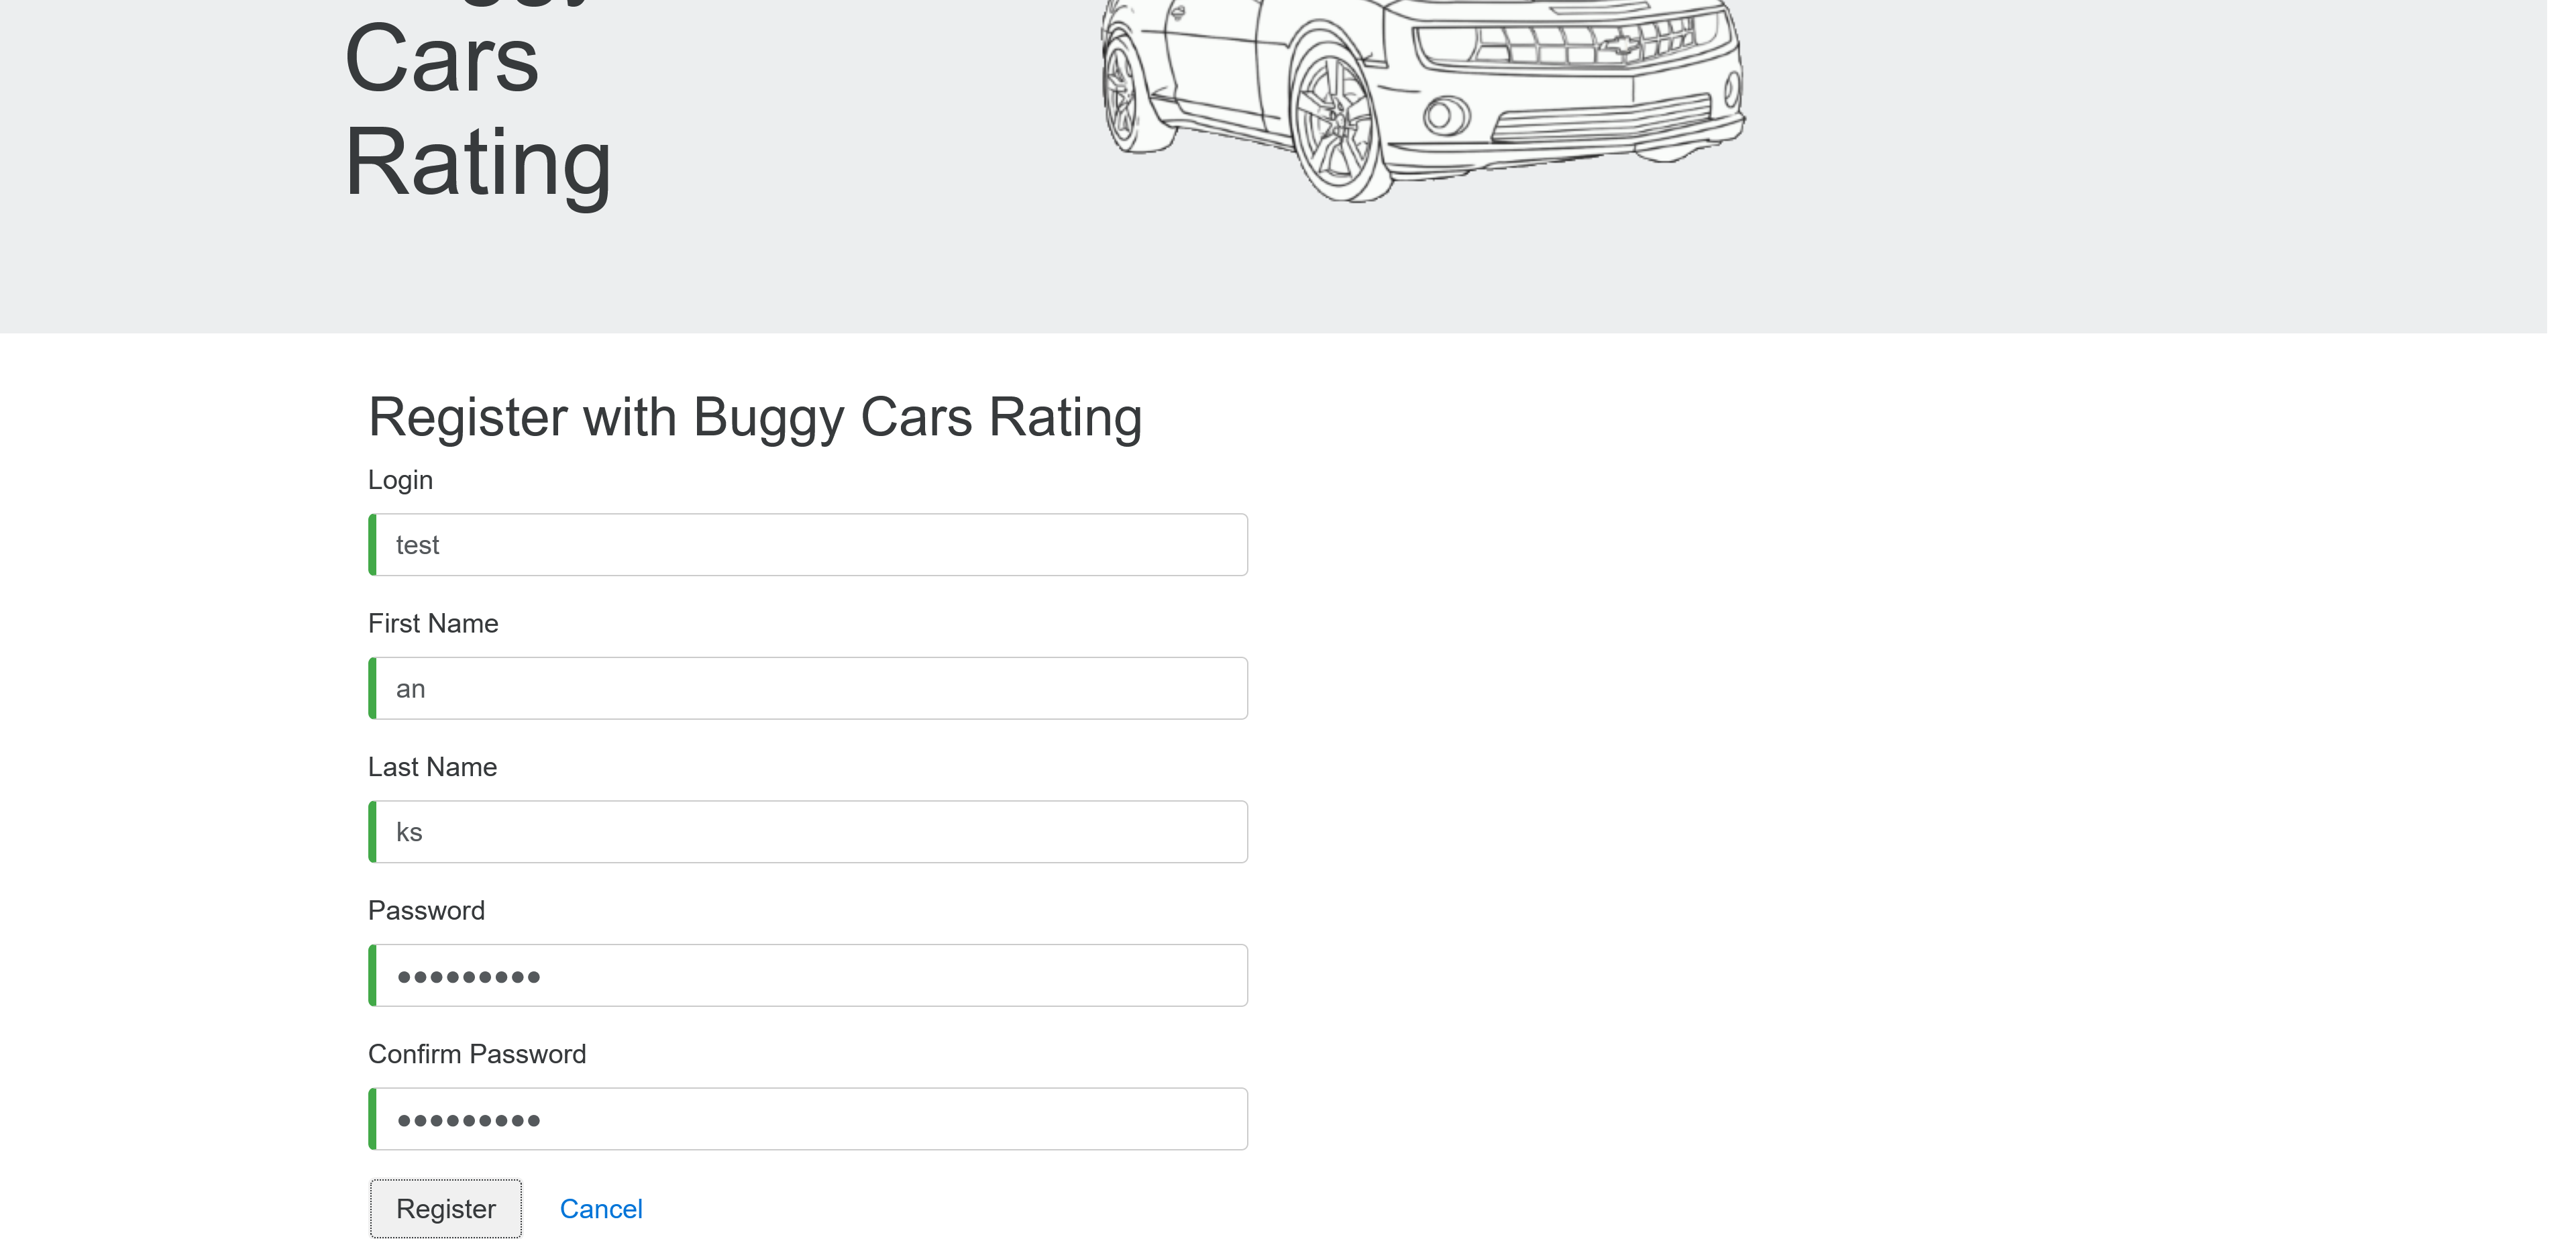 Cars
Rating
Register with Buggy Cars Rating
Login
test
First Name
an
Last Name
ks
Password
•••••••••
Confirm Password
•••••••••
Register Cancel